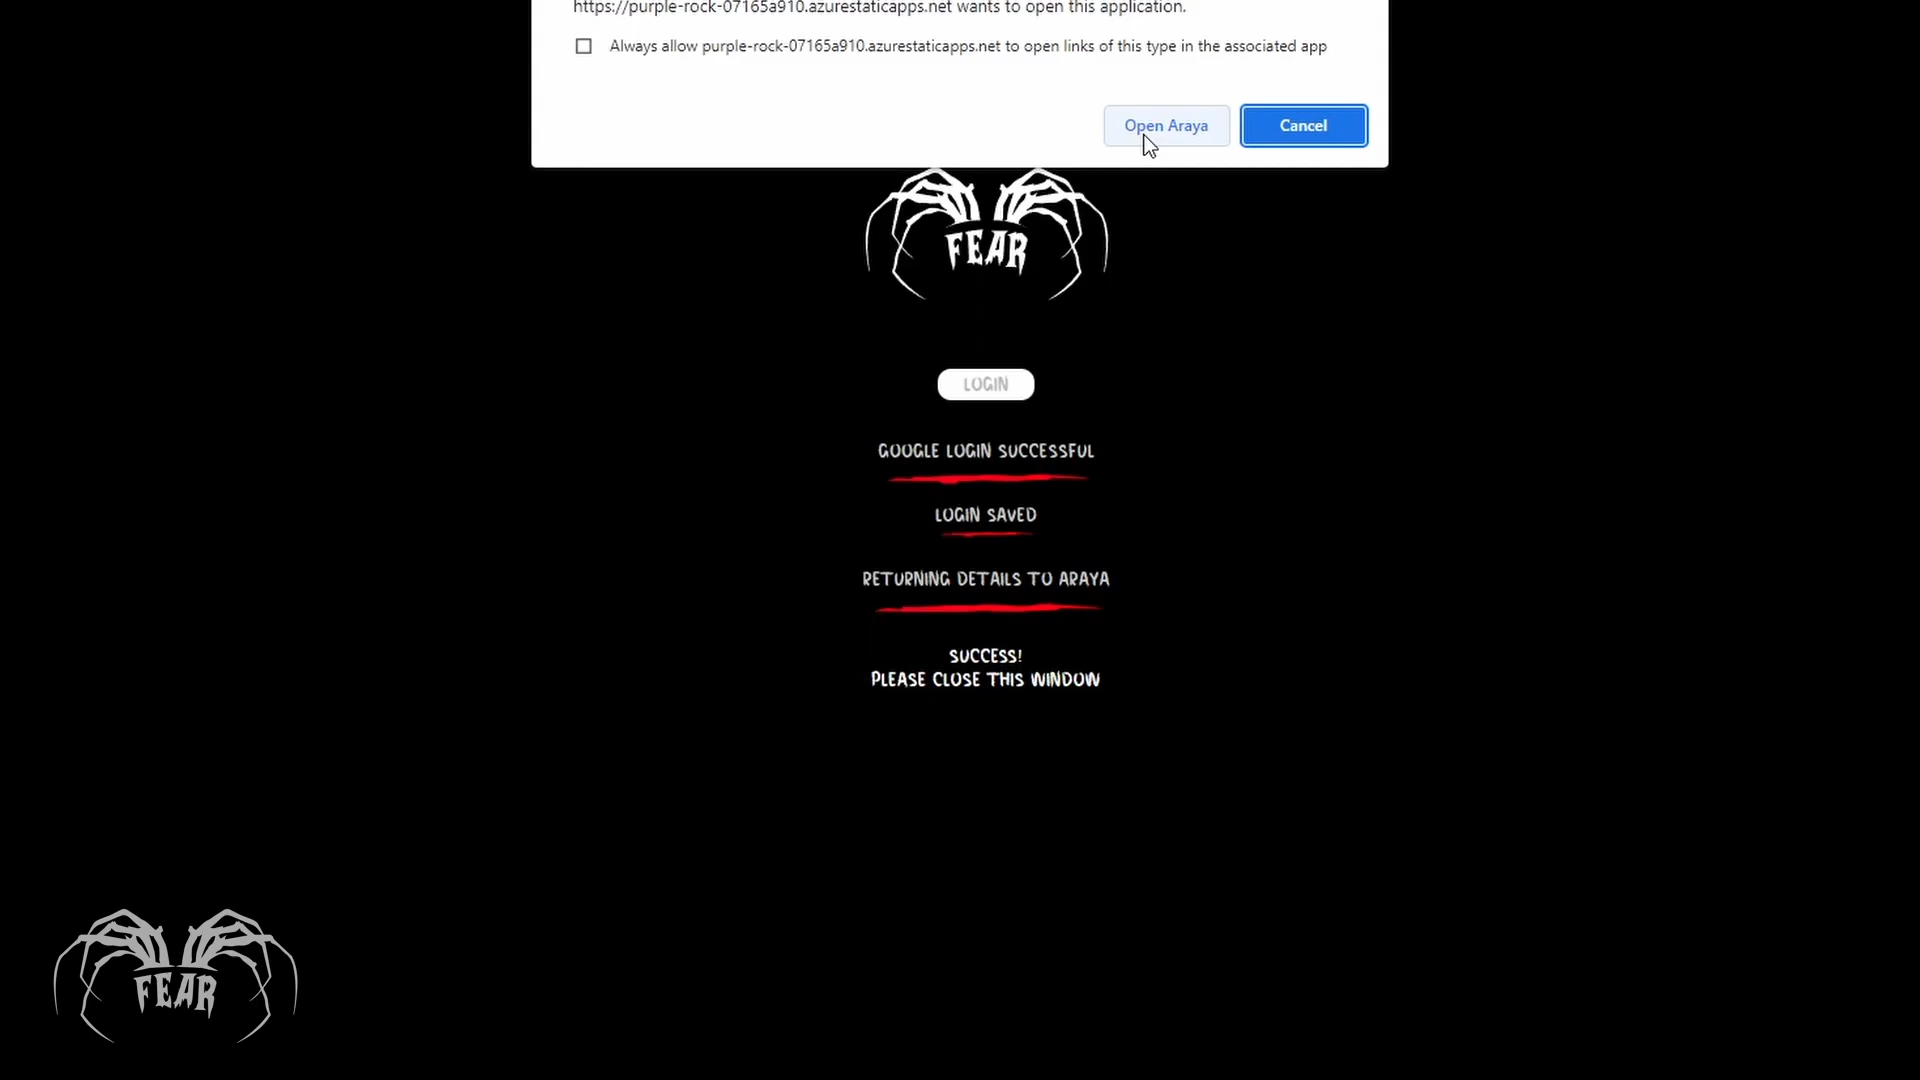 https://purple-rock-07165a910.azurestaticapps.net wants to open this application.
Always allow purple-rock-07165a910.azurestaticapps.net to open links of this type in the associated app
Open Araya
Cancel
FEAR
LOGIN
GOOGLE LOGIN SUCCESSFUL
LOGIN SAVED
RETURNING DETAILS TO ARAYA
SUCCESS!
PLEASE CLOSE THIS WINDOW
FEAR